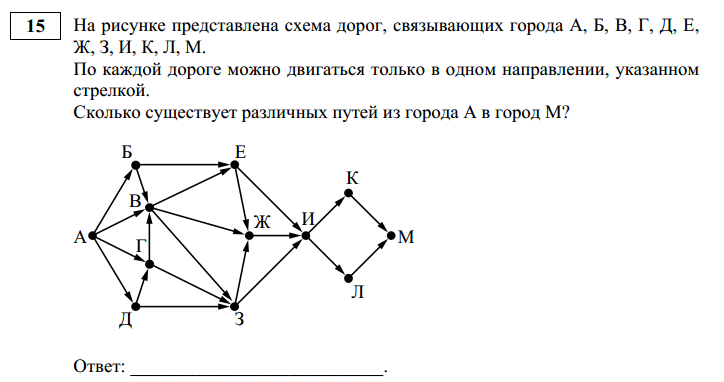 15 На рисунке представлена схема дорог, связывающих города А, Б, В, Г, Д, Е,
Ж, З, И, К, Л, М.
По каждой дороге можно двигаться только в одном направлении, указанном
стрелкой.
Сколько существует различных путей из города А в город М?
Б
Е
К
В
Ж
И
А
М
Г
Л
Д
З
Ответ: ____________________________.